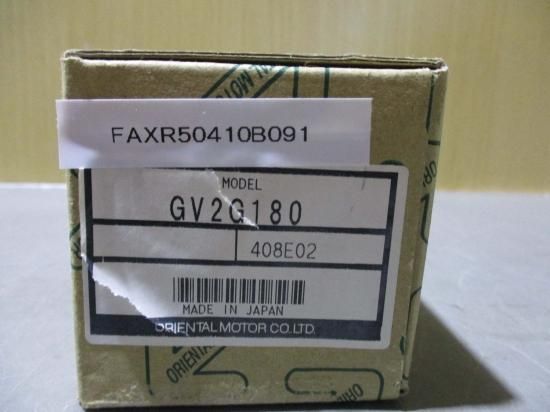 FAXR50410B091
MODEL
GV2G180
408E02
MADE IN JAPAN
ORIENTAL MOTOR CO.LTD.